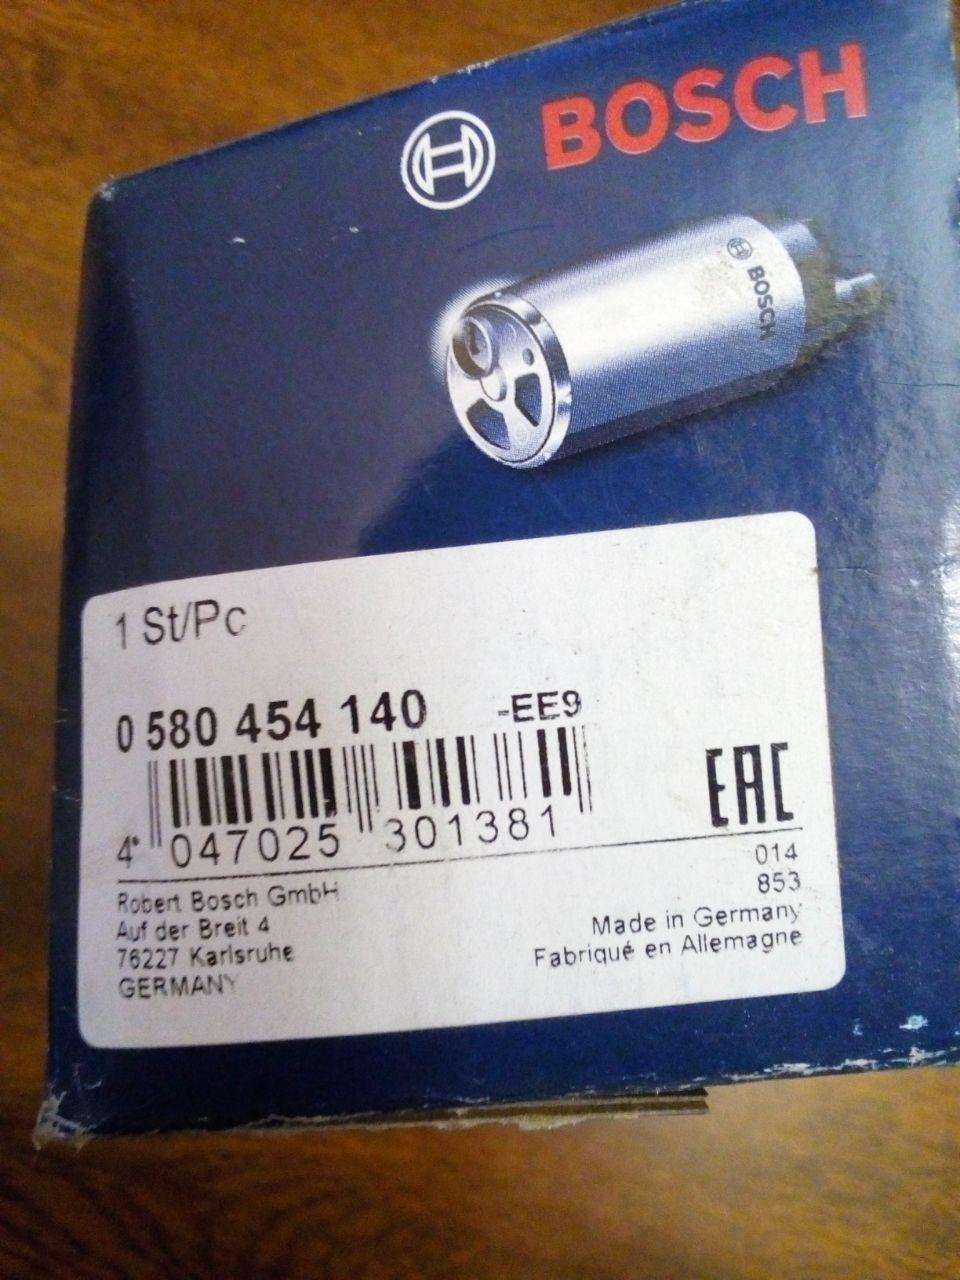 BOSCH
BOSCH
1 St/Pc
0 580 454 140 -EE9
4 047025 301381
EAC
014
853
Robert Bosch GmbH
Auf der Breit 4
76227 Karlsruhe
GERMANY
Made in Germany
Fabriqué en Allemagne